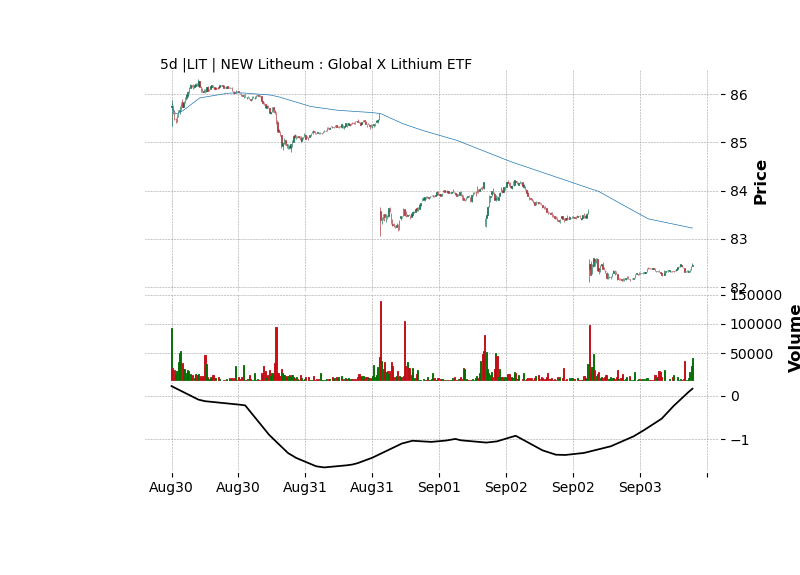 5d |LIT | NEW Litheum : Global X Lithium ETF
86
85
84
83
82
Price
150000
100000
50000
Volume
0
−1
Aug30 Aug30 Aug31 Aug31 Sep01 Sep02 Sep02 Sep03